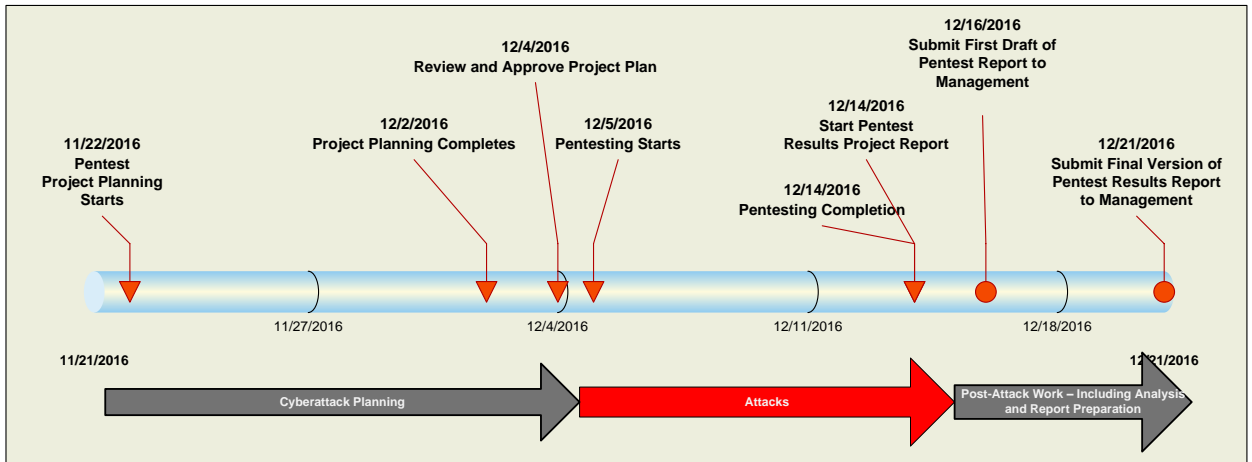 11/22/2016
Pentest
Project Planning
Starts
12/2/2016
Project Planning Completes
12/4/2016
Review and Approve Project Plan
12/5/2016
Pentesting Starts
12/14/2016
Pentesting Completion
12/14/2016
Start Pentest
Results Project Report
12/16/2016
Submit First Draft of
Pentest Report to
Management
12/21/2016
Submit Final Version of
Pentest Results Report
to Management
11/27/2016
12/4/2016
12/11/2016
12/18/2016
11/21/2016
12/21/2016
Cyberattack Planning
Attacks
Post-Attack Work – Including Analysis
and Report Preparation